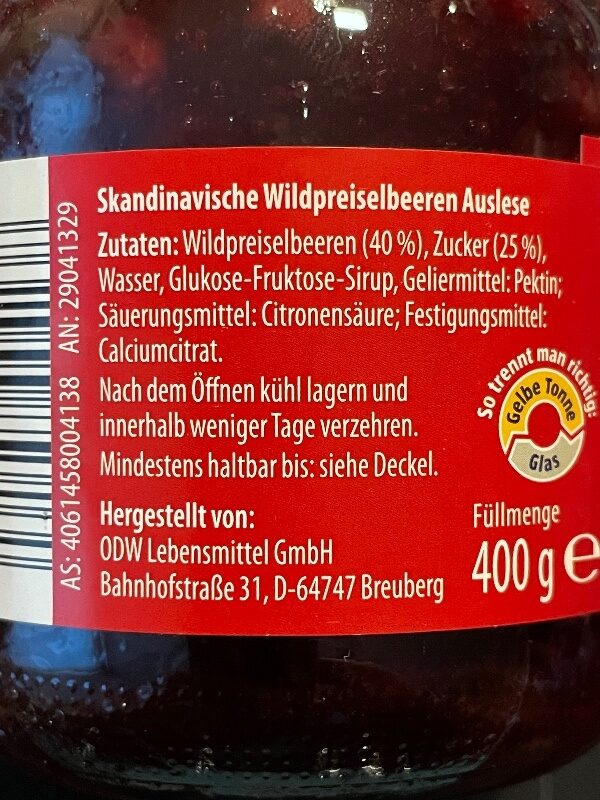 Skandinavische Wildpreiselbeeren Auslese
Zutaten: Wildpreiselbeeren (40 %), Zucker (25 %),
Wasser, Glukose-Fruktose-Sirup, Geliermittel: Pektin;
Säuerungsmittel: Citronensäure; Festigungsmittel:
Calciumcitrat.
Nach dem Öffnen kühl lagern und
innerhalb weniger Tage verzehren.
Mindestens haltbar bis: siehe Deckel.
Hergestellt von:
ODW Lebensmittel GmbH
Bahnhofstraße 31, D-64747 Breuberg
So trennt man richtig:
Gelbe Tonne
Glas
Füllmenge
400 g e
AS: 4061458004138 AN: 29041329